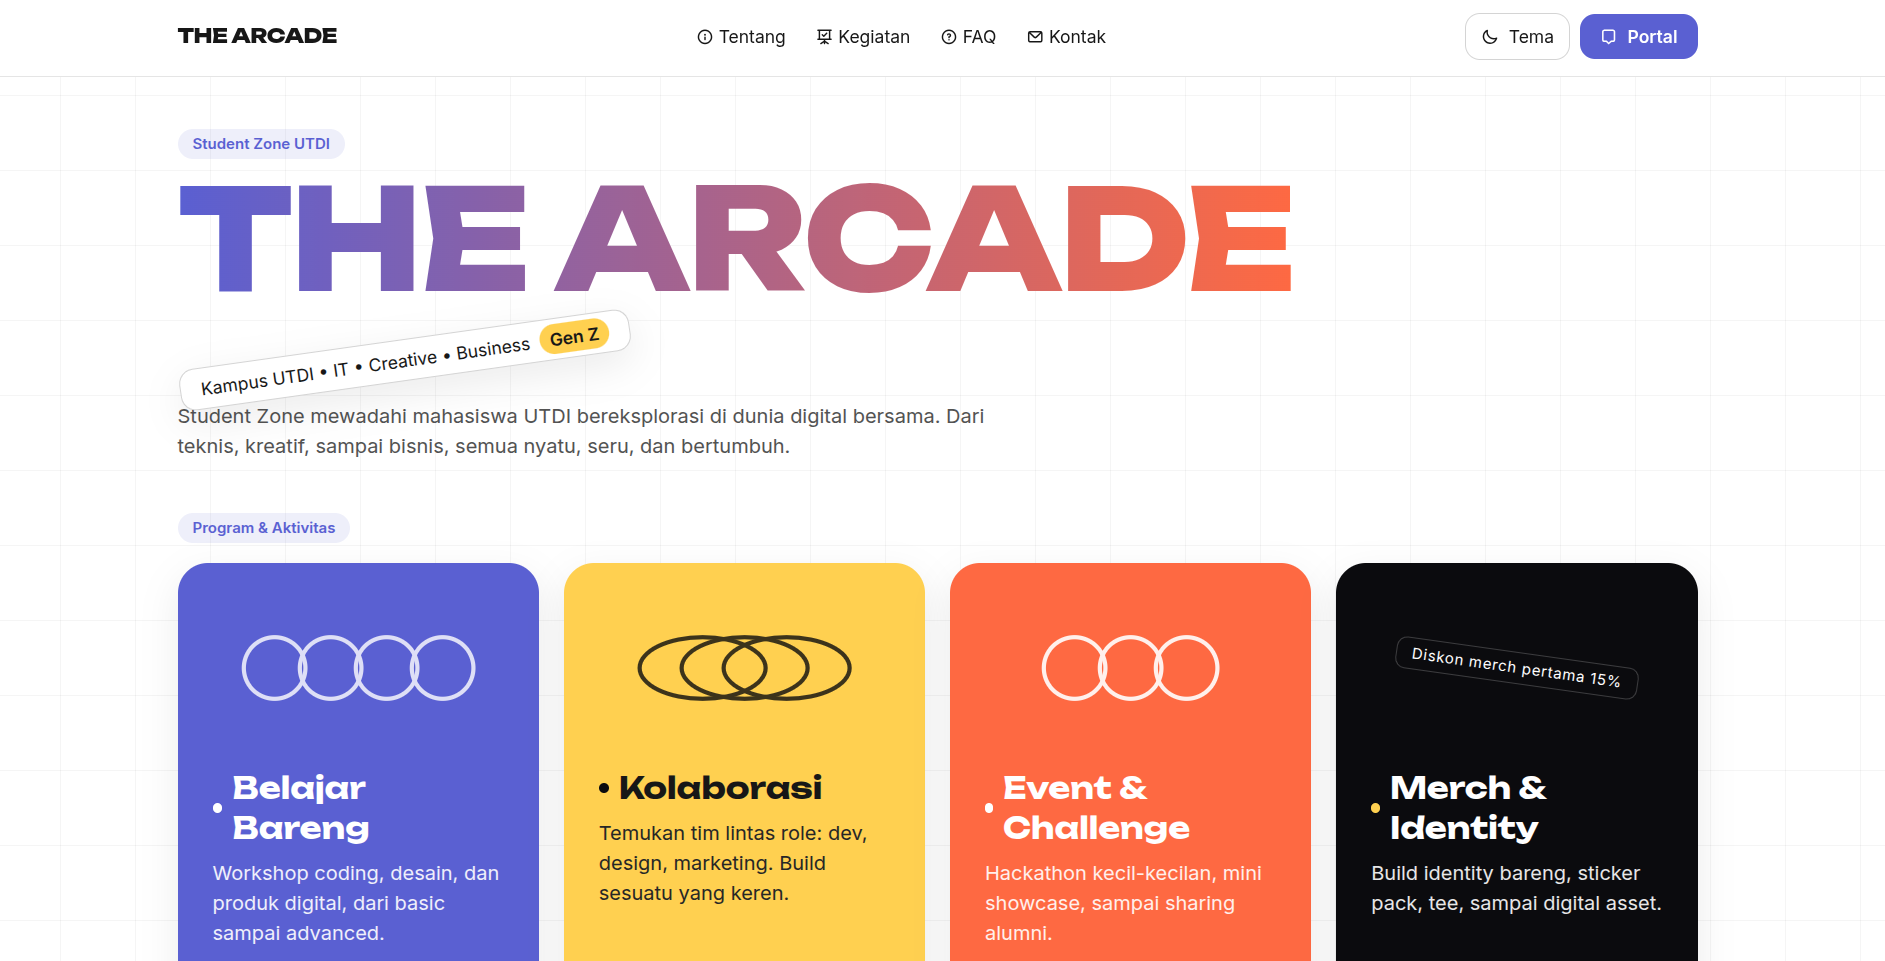 THE ARCADE
Tentang
Kegiatan
FAQ
Kontak
Tema
Portal
Student Zone UTDI
THE ARCADE
Kampus UTDI • IT • Creative • Business Gen Z
Student Zone mewadahi mahasiswa UTDI bereksplorasi di dunia digital bersama. Dari
teknis, kreatif, sampai bisnis, semua nyatu, seru, dan bertumbuh.
Program & Aktivitas
• Belajar
Bareng
Workshop coding, desain, dan
produk digital, dari basic
sampai advanced.
• Kolaborasi
Temukan tim lintas role: dev,
design, marketing. Build
sesuatu yang keren.
• Event &
Challenge
Hackathon kecil-kecilan, mini
showcase, sampai sharing
alumni.
Diskon merch pertama 15%
• Merch &
Identity
Build identity bareng, sticker
pack, tee, sampai digital asset.